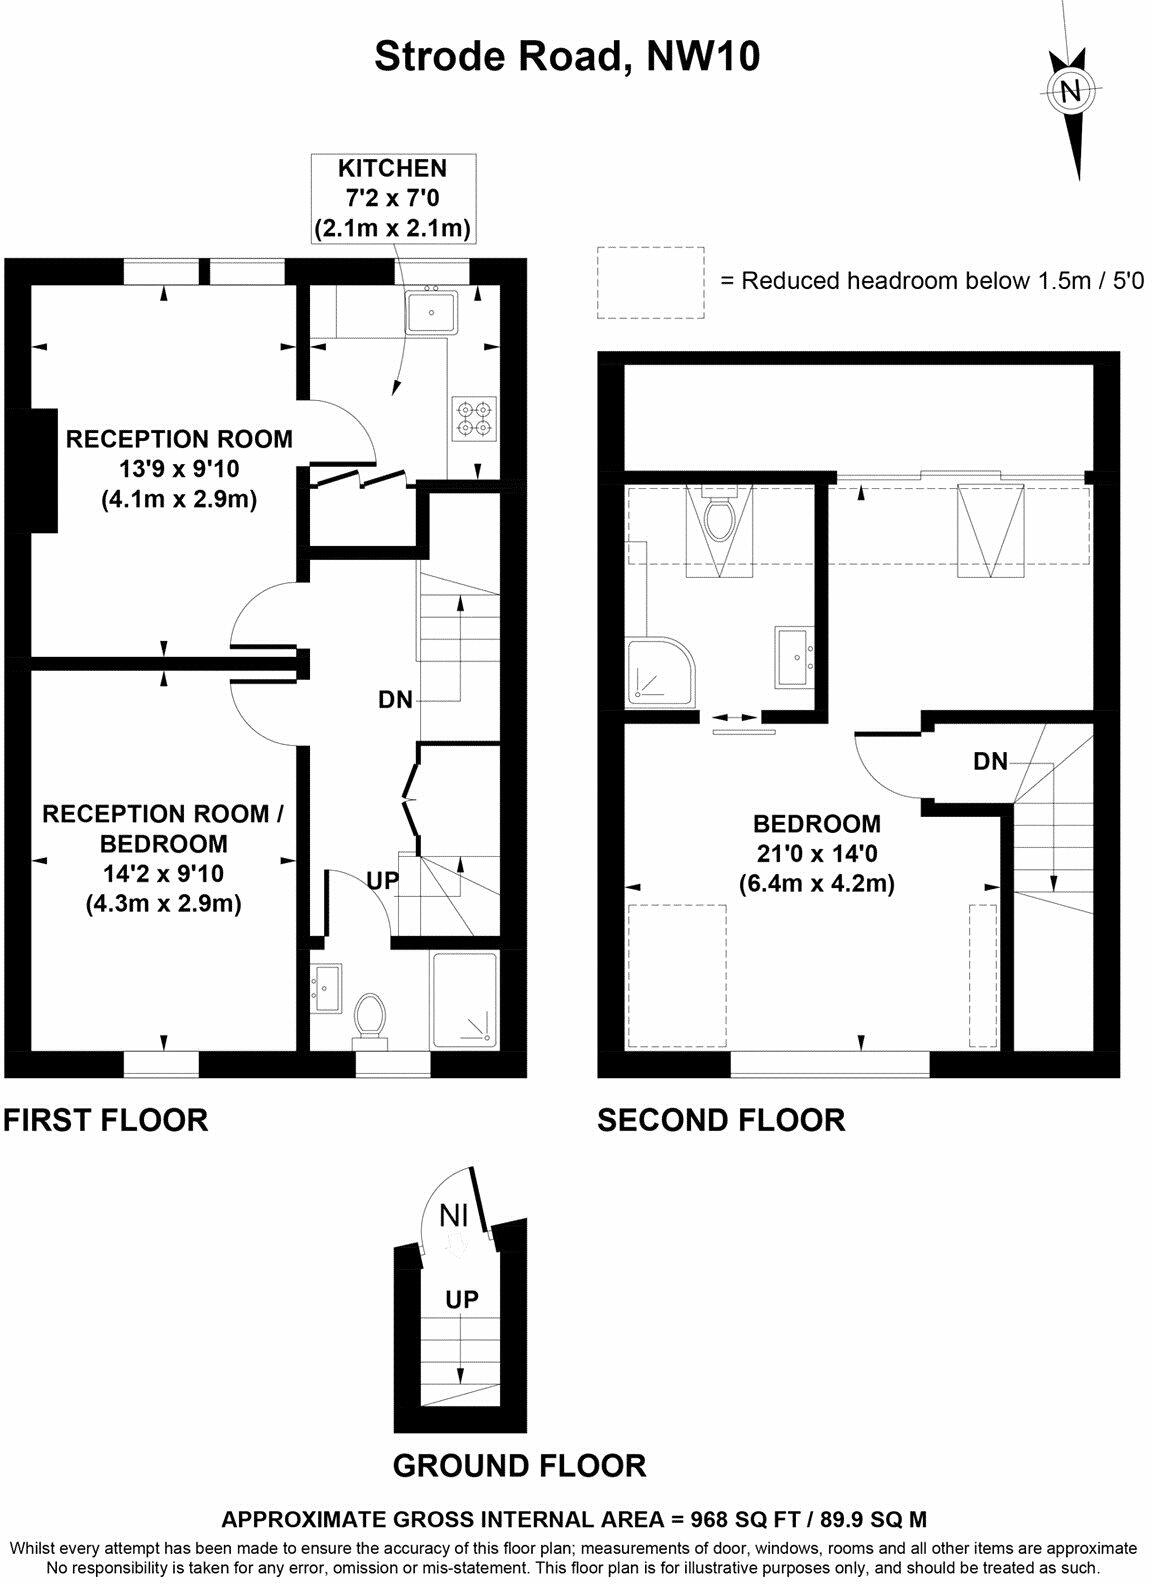 Strode Road, NW10
N
KITCHEN
7'2 x 7'0
(2.1m x 2.1m)
= Reduced headroom below 1.5m / 5'0
RECEPTION ROOM
13'9 x 9'10
(4.1m x 2.9m)
DN
RECEPTION ROOM /
BEDROOM
14'2 x 9'10
(4.3m x 2.9m)
UP
FIRST FLOOR
DN
BEDROOM
21'0 x 14'0
(6.4m x 4.2m)
SECOND FLOOR
NI
UP
GROUND FLOOR
APPROXIMATE GROSS INTERNAL AREA = 968 SQ FT / 89.9 SQ M
Whilst every attempt has been made to ensure the accuracy of this floor plan; measurements of door, windows, rooms and all other items are approximate
No responsibility is taken for any error, omission or mis-statement. This floor plan is for illustrative purposes only, and should be treated as such.